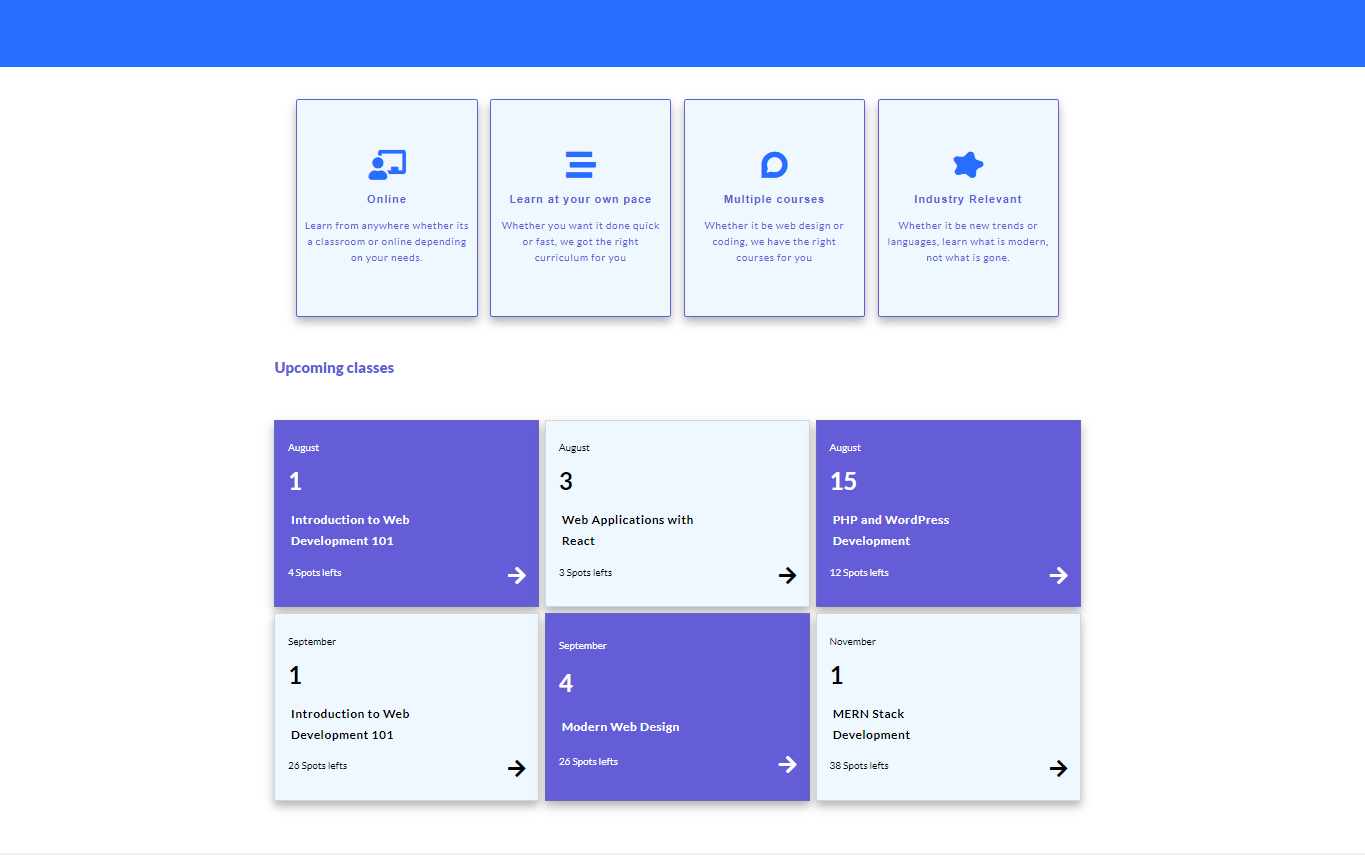 Online
Learn from anywhere whether its
a classroom or online depending
on your needs.
Learn at your own pace
Whether you want it done quick
or fast, we got the right
curriculum for you
Multiple courses
Whether it be web design or
coding, we have the right
courses for you
Industry Relevant
Whether it be new trends or
languages, learn what is modern,
not what is gone.
Upcoming classes
August
1
Introduction to Web
Development 101
4 Spots lefts
August
3
Web Applications with
React
3 Spots lefts
August
15
PHP and WordPress
Development
12 Spots lefts
September
1
Introduction to Web
Development 101
26 Spots lefts
September
4
Modern Web Design
26 Spots lefts
November
1
MERN Stack
Development
38 Spots lefts